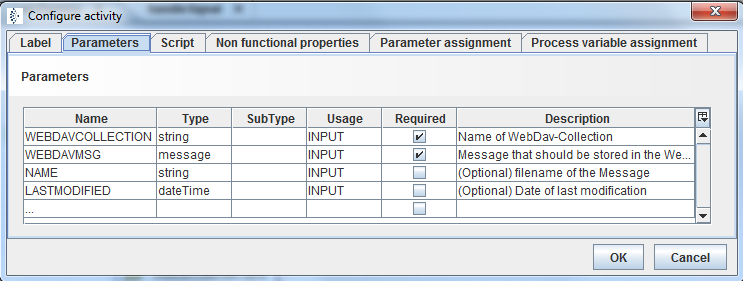 Configure activity
Label Parameters Script Non functional properties Parameter assignment Process variable assignment
Parameters
Name Type SubType Usage Required Description
WEBDAVCOLLECTION string INPUT Name of WebDav-Collection
WEBDAVMSG message INPUT Message that should be stored in the We...
NAME string INPUT (Optional) filename of the Message
LASTMODIFIED dateTime INPUT (Optional) Date of last modification
...
OK Cancel